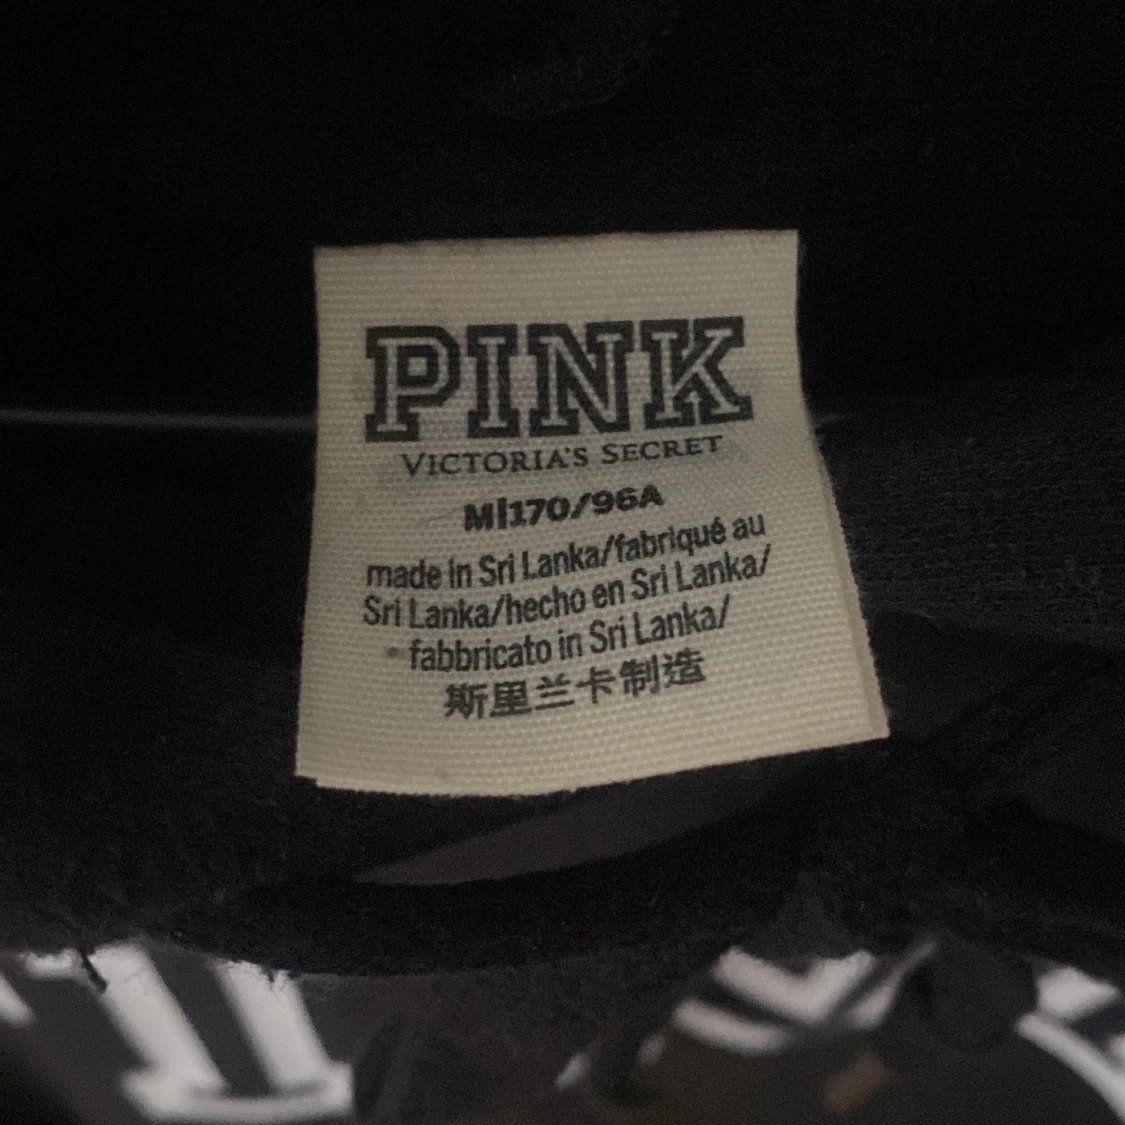 PINK
VICTORIA'S SECRET
M|170/96A
made in Sri Lanka/fabriqué au
Sri Lanka/hecho en Sri Lanka/
fabbricato in Sri Lanka/
斯里兰卡制造